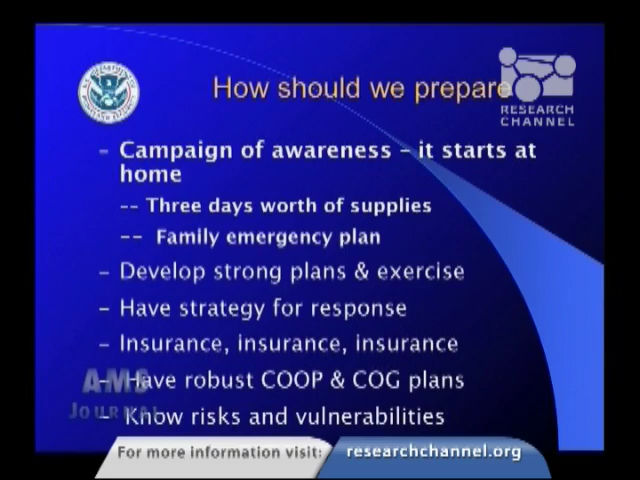 How should we prepare
RESEARCH
CHANNEL
– Campaign of awareness – it starts at
home
-- Three days worth of supplies
-- Family emergency plan
– Develop strong plans & exercise
– Have strategy for response
– Insurance, insurance, insurance
– Have robust COOP & COG plans
AMS
JOURNAL
– Know risks and vulnerabilities
For more information visit: researchchannel.org